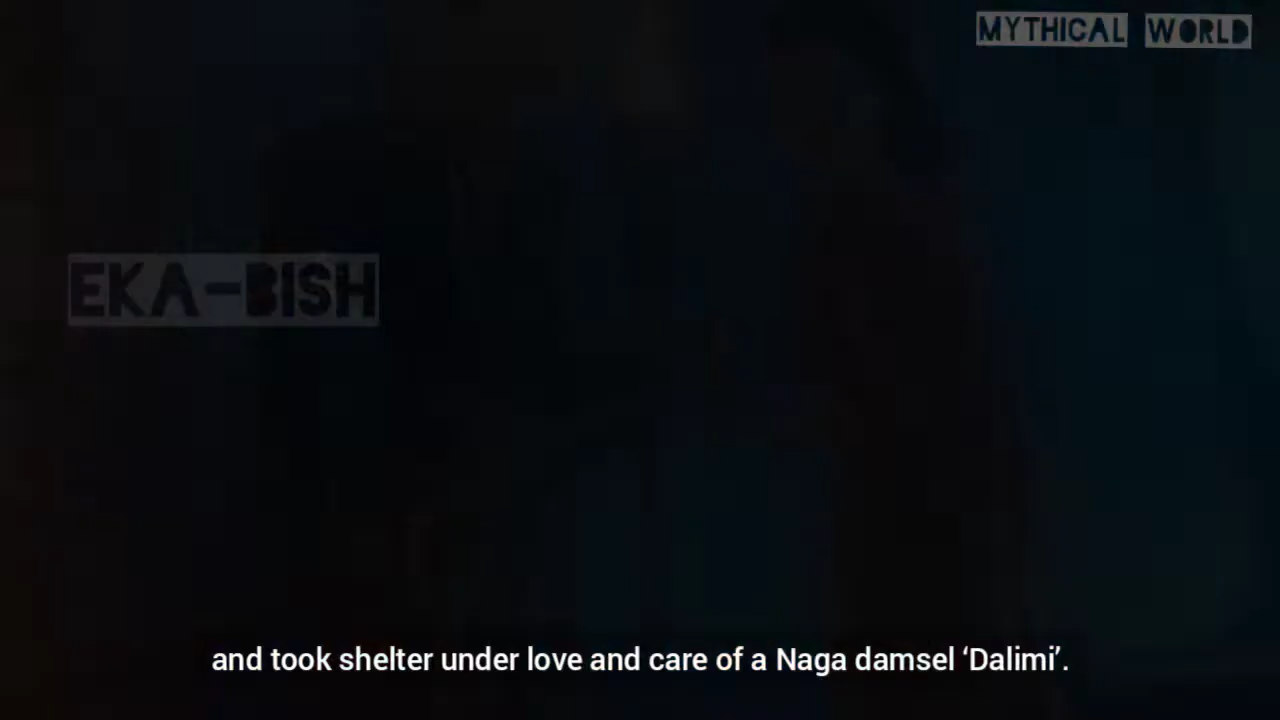 MYTHICAL WORLD
EKA-BISH
and took shelter under love and care of a Naga damsel ‘Dalimi’.